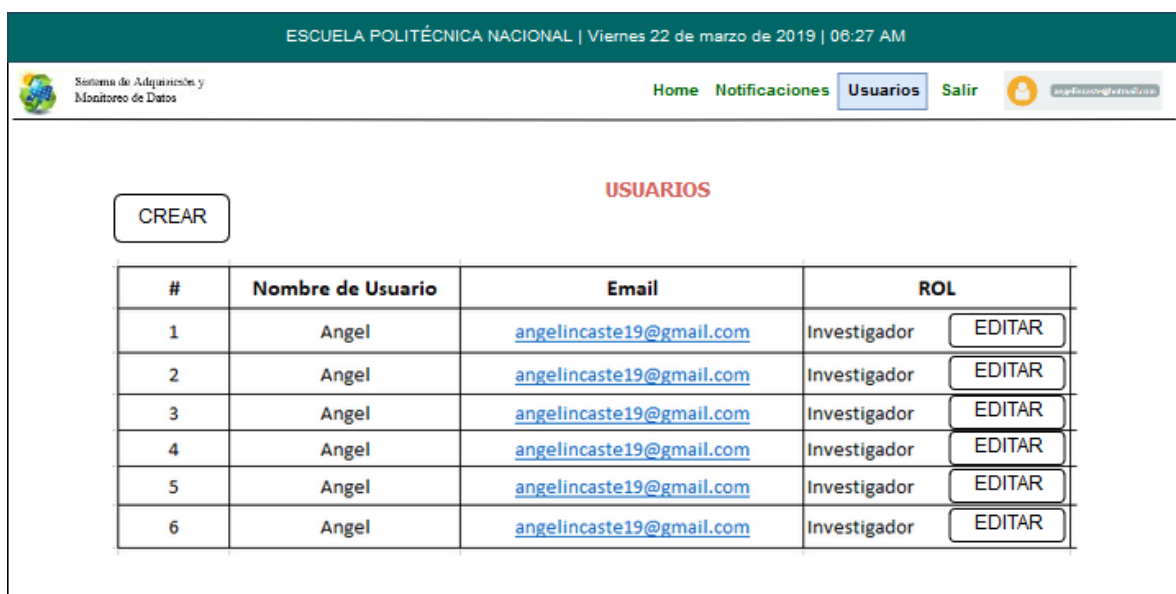 ESCUELA POLITÉCNICA NACIONAL | Viernes 22 de marzo de 2019 | 06:27 AM
Sistema de Adquisición y
Monitoreo de Datos
Home Notificaciones Usuarios Salir angelincaste@hotmail.com
USUARIOS
CREAR
# Nombre de Usuario Email ROL
1 Angel angelincaste19@gmail.com Investigador EDITAR
2 Angel angelincaste19@gmail.com Investigador EDITAR
3 Angel angelincaste19@gmail.com Investigador EDITAR
4 Angel angelincaste19@gmail.com Investigador EDITAR
5 Angel angelincaste19@gmail.com Investigador EDITAR
6 Angel angelincaste19@gmail.com Investigador EDITAR